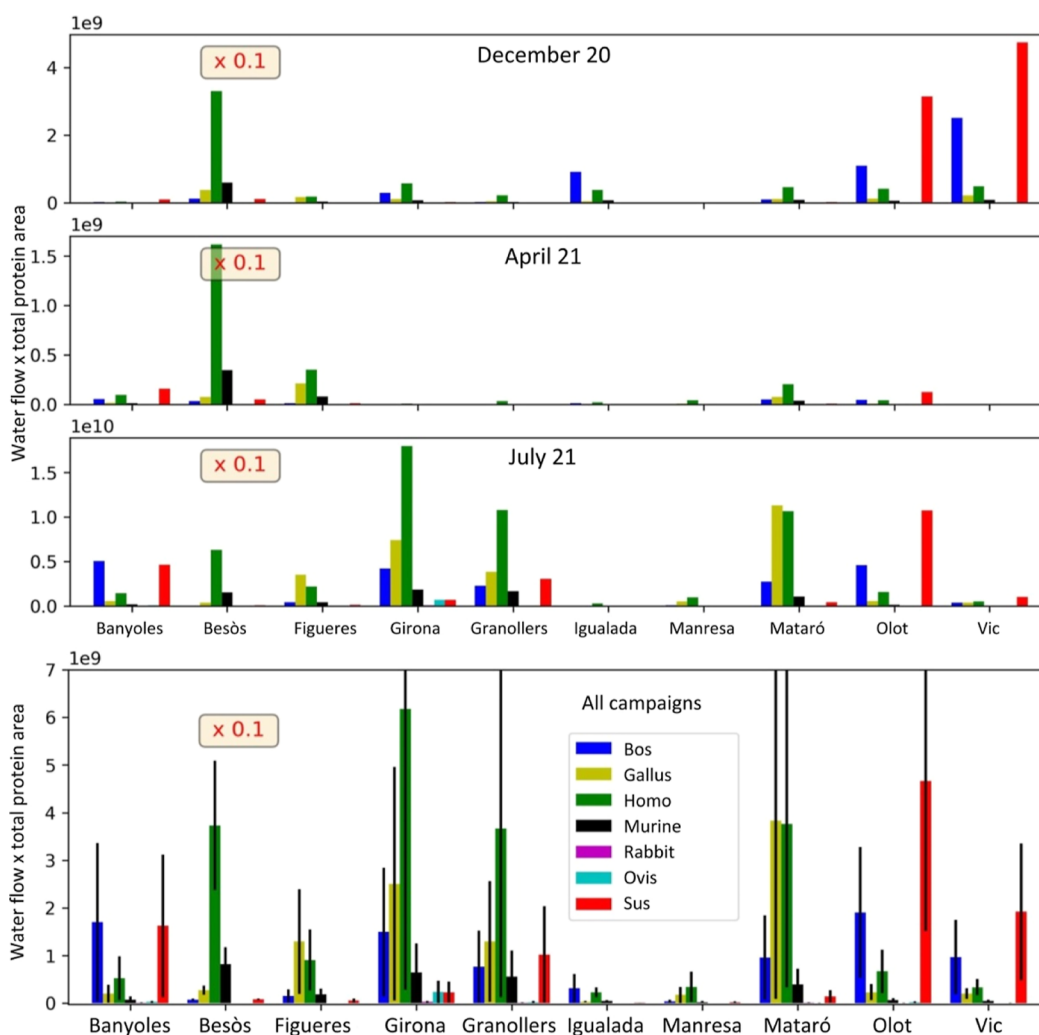 1e9
x 0.1
December 20
4
2
0
1e9
x 0.1
April 21
1.5
1.0
0.5
0.0
Water flow x total protein area
1e10
x 0.1
July 21
1.5
1.0
0.5
0.0
Banyoles Besòs Figueres Girona Granollers Igualada Manresa Mataró Olot Vic
1e9
7
6
5
4
3
2
1
0
Water flow x total protein area
x 0.1
All campaigns
Bos
Gallus
Homo
Murine
Rabbit
Ovis
Sus
Banyoles Besòs Figueres Girona Granollers Igualada Manresa Mataró Olot Vic